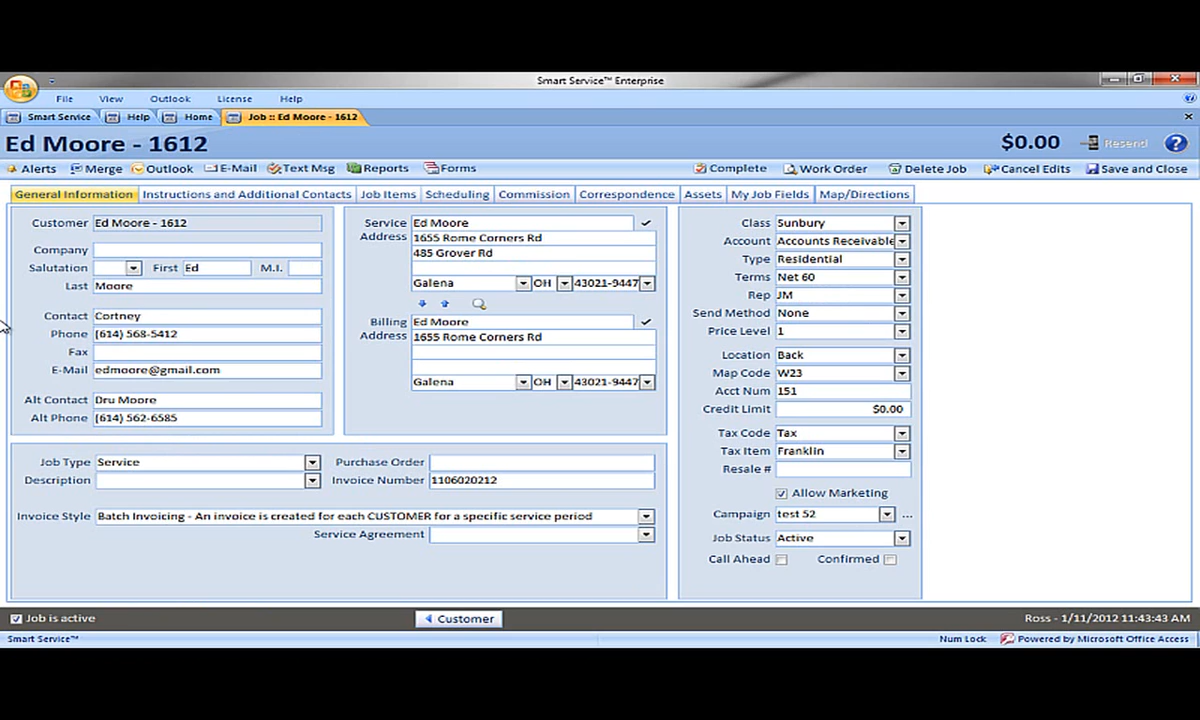 Smart Service™ Enterprise
File View Outlook License Help
Smart Service Help Home Job :: Ed Moore - 1612
Ed Moore - 1612 $0.00 Resend
Alerts Merge Outlook E-Mail Text Msg Reports Forms Complete Work Order Delete Job Cancel Edits Save and Close
General Information Instructions and Additional Contacts Job Items Scheduling Commission Correspondence Assets My Job Fields Map/Directions
Customer Ed Moore - 1612
Company
Salutation First Ed M.I.
Last Moore
Contact Cortney
Phone (614) 568-5412
Fax
E-Mail edmoore@gmail.com
Alt Contact Dru Moore
Alt Phone (614) 562-6585
Service Ed Moore
Address 1655 Rome Corners Rd
485 Grover Rd
Galena OH 43021-9447
Billing Ed Moore
Address 1655 Rome Corners Rd
Galena OH 43021-9447
Job Type Service Purchase Order
Description Invoice Number 1106020212
Invoice Style Batch Invoicing - An invoice is created for each CUSTOMER for a specific service period
Service Agreement
Class Sunbury
Account Accounts Receivable
Type Residential
Terms Net 60
Rep JM
Send Method None
Price Level 1
Location Back
Map Code W23
Acct Num 151
Credit Limit $0.00
Tax Code Tax
Tax Item Franklin
Resale #
Allow Marketing
Campaign test 52 ...
Job Status Active
Call Ahead Confirmed
Job is active Customer Ross - 1/11/2012 11:43:43 AM
Smart Service™ Num Lock Powered by Microsoft Office Access